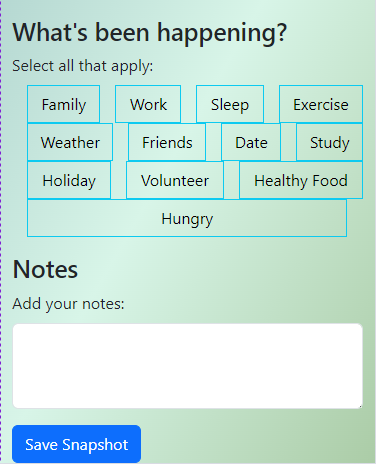 What's been happening?
Select all that apply:
Family Work Sleep Exercise
Weather Friends Date Study
Holiday Volunteer Healthy Food
Hungry
Notes
Add your notes:
Save Snapshot